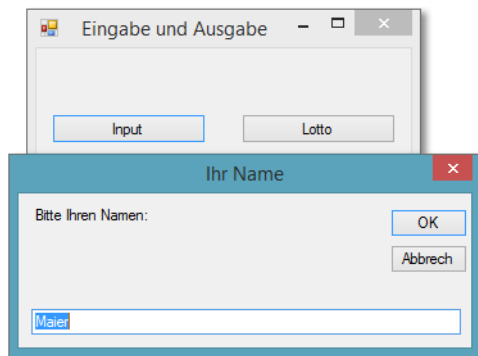 Eingabe und Ausgabe
Input Lotto
Ihr Name
Bitte Ihren Namen:
OK
Abbrech
Maier